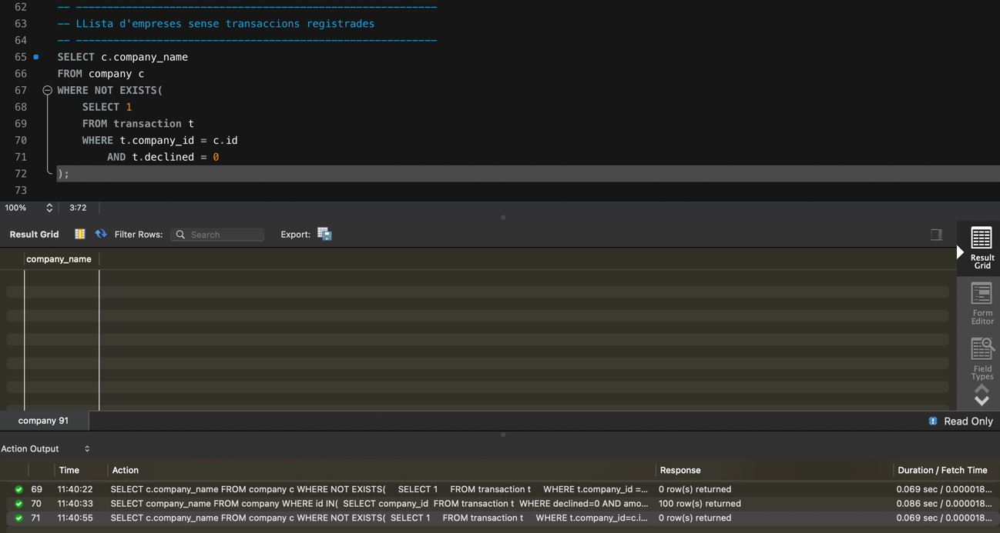 62 -- ----------------------------------------------------------
63 -- LLista d'empreses sense transaccions registrades
64 -- ----------------------------------------------------------
65 SELECT c.company_name
66 FROM company c
67 WHERE NOT EXISTS(
68 SELECT 1
69 FROM transaction t
70 WHERE t.company_id = c.id
71 AND t.declined = 0
72 );
73
100% 3:72
Result Grid Filter Rows: Search Export:
company_name
Result
Grid
Form
Editor
Field
Types
company 91 Read Only
Action Output
Time Action Response Duration / Fetch Time
69 11:40:22 SELECT c.company_name FROM company c WHERE NOT EXISTS( SELECT 1 FROM transaction t WHERE t.company_id =... 0 row(s) returned 0.069 sec / 0.000018...
70 11:40:33 SELECT company_name FROM company WHERE id IN( SELECT company_id FROM transaction t WHERE declined=0 AND amo... 100 row(s) returned 0.086 sec / 0.000022...
71 11:40:55 SELECT c.company_name FROM company c WHERE NOT EXISTS( SELECT 1 FROM transaction t WHERE t.company_id=c.i... 0 row(s) returned 0.069 sec / 0.000018...